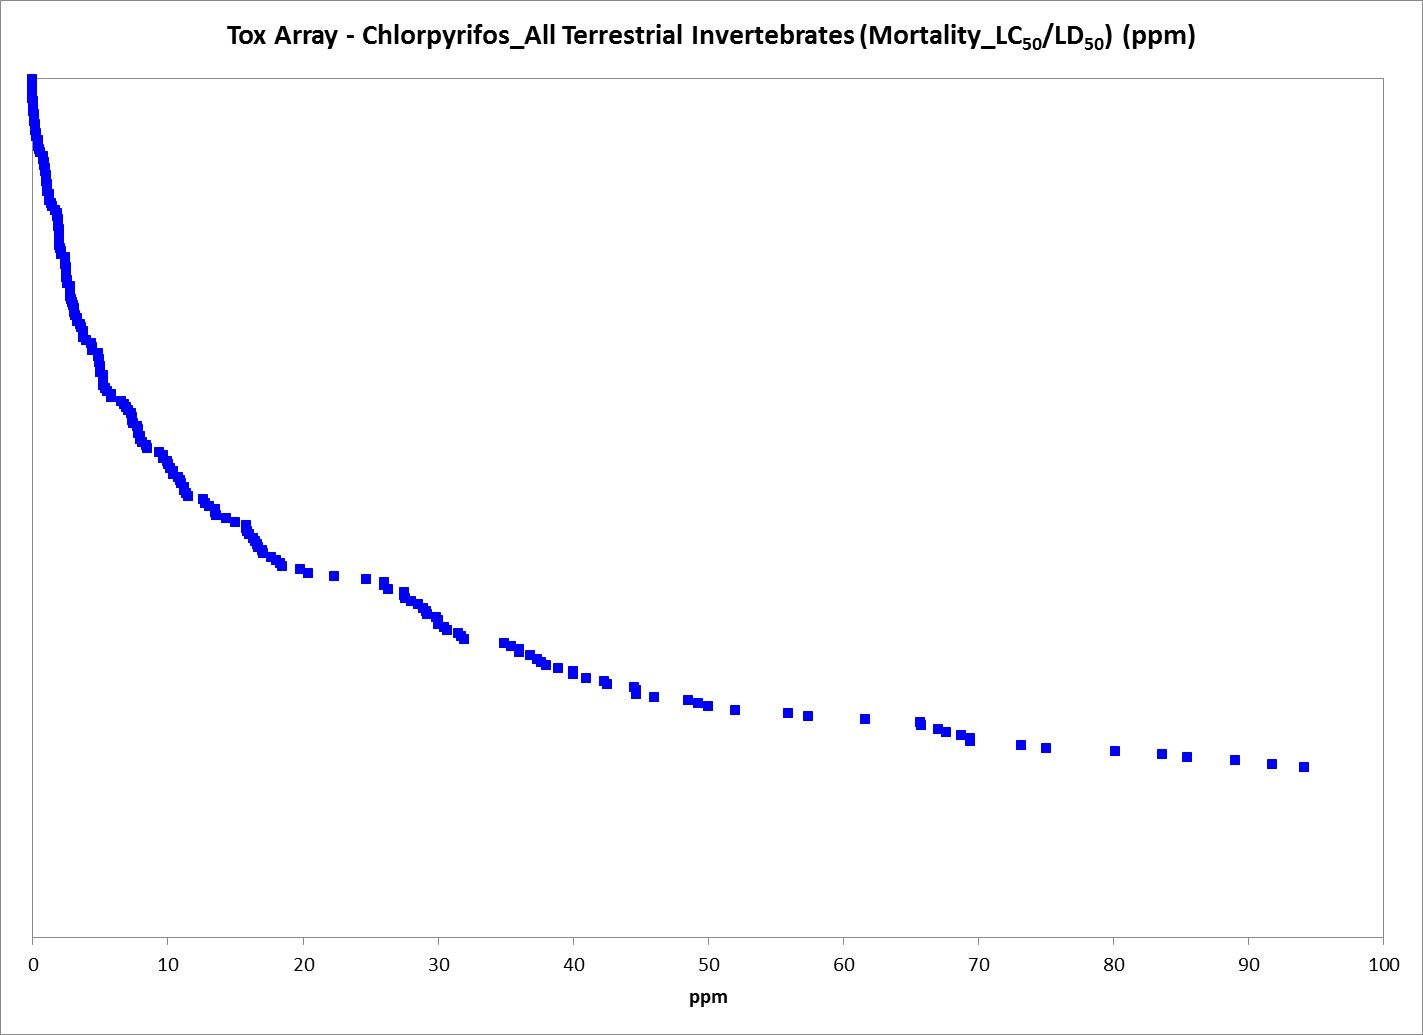 Tox Array - Chlorpyrifos_All Terrestrial Invertebrates (Mortality_LC50/LD50) (ppm)
0 10 20 30 40 50 60 70 80 90 100
ppm